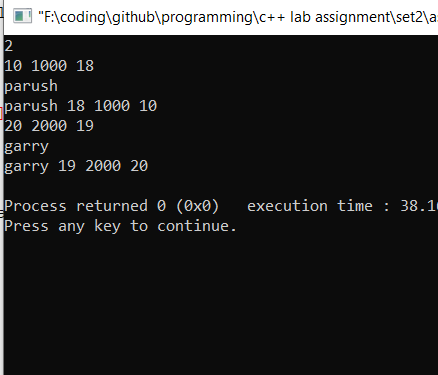 "F:\coding\github\programming\c++ lab assignment\set2\a
2
10 1000 18
parush
parush 18 1000 10
20 2000 19
garry
garry 19 2000 20
Process returned 0 (0x0)   execution time : 38.1
Press any key to continue.